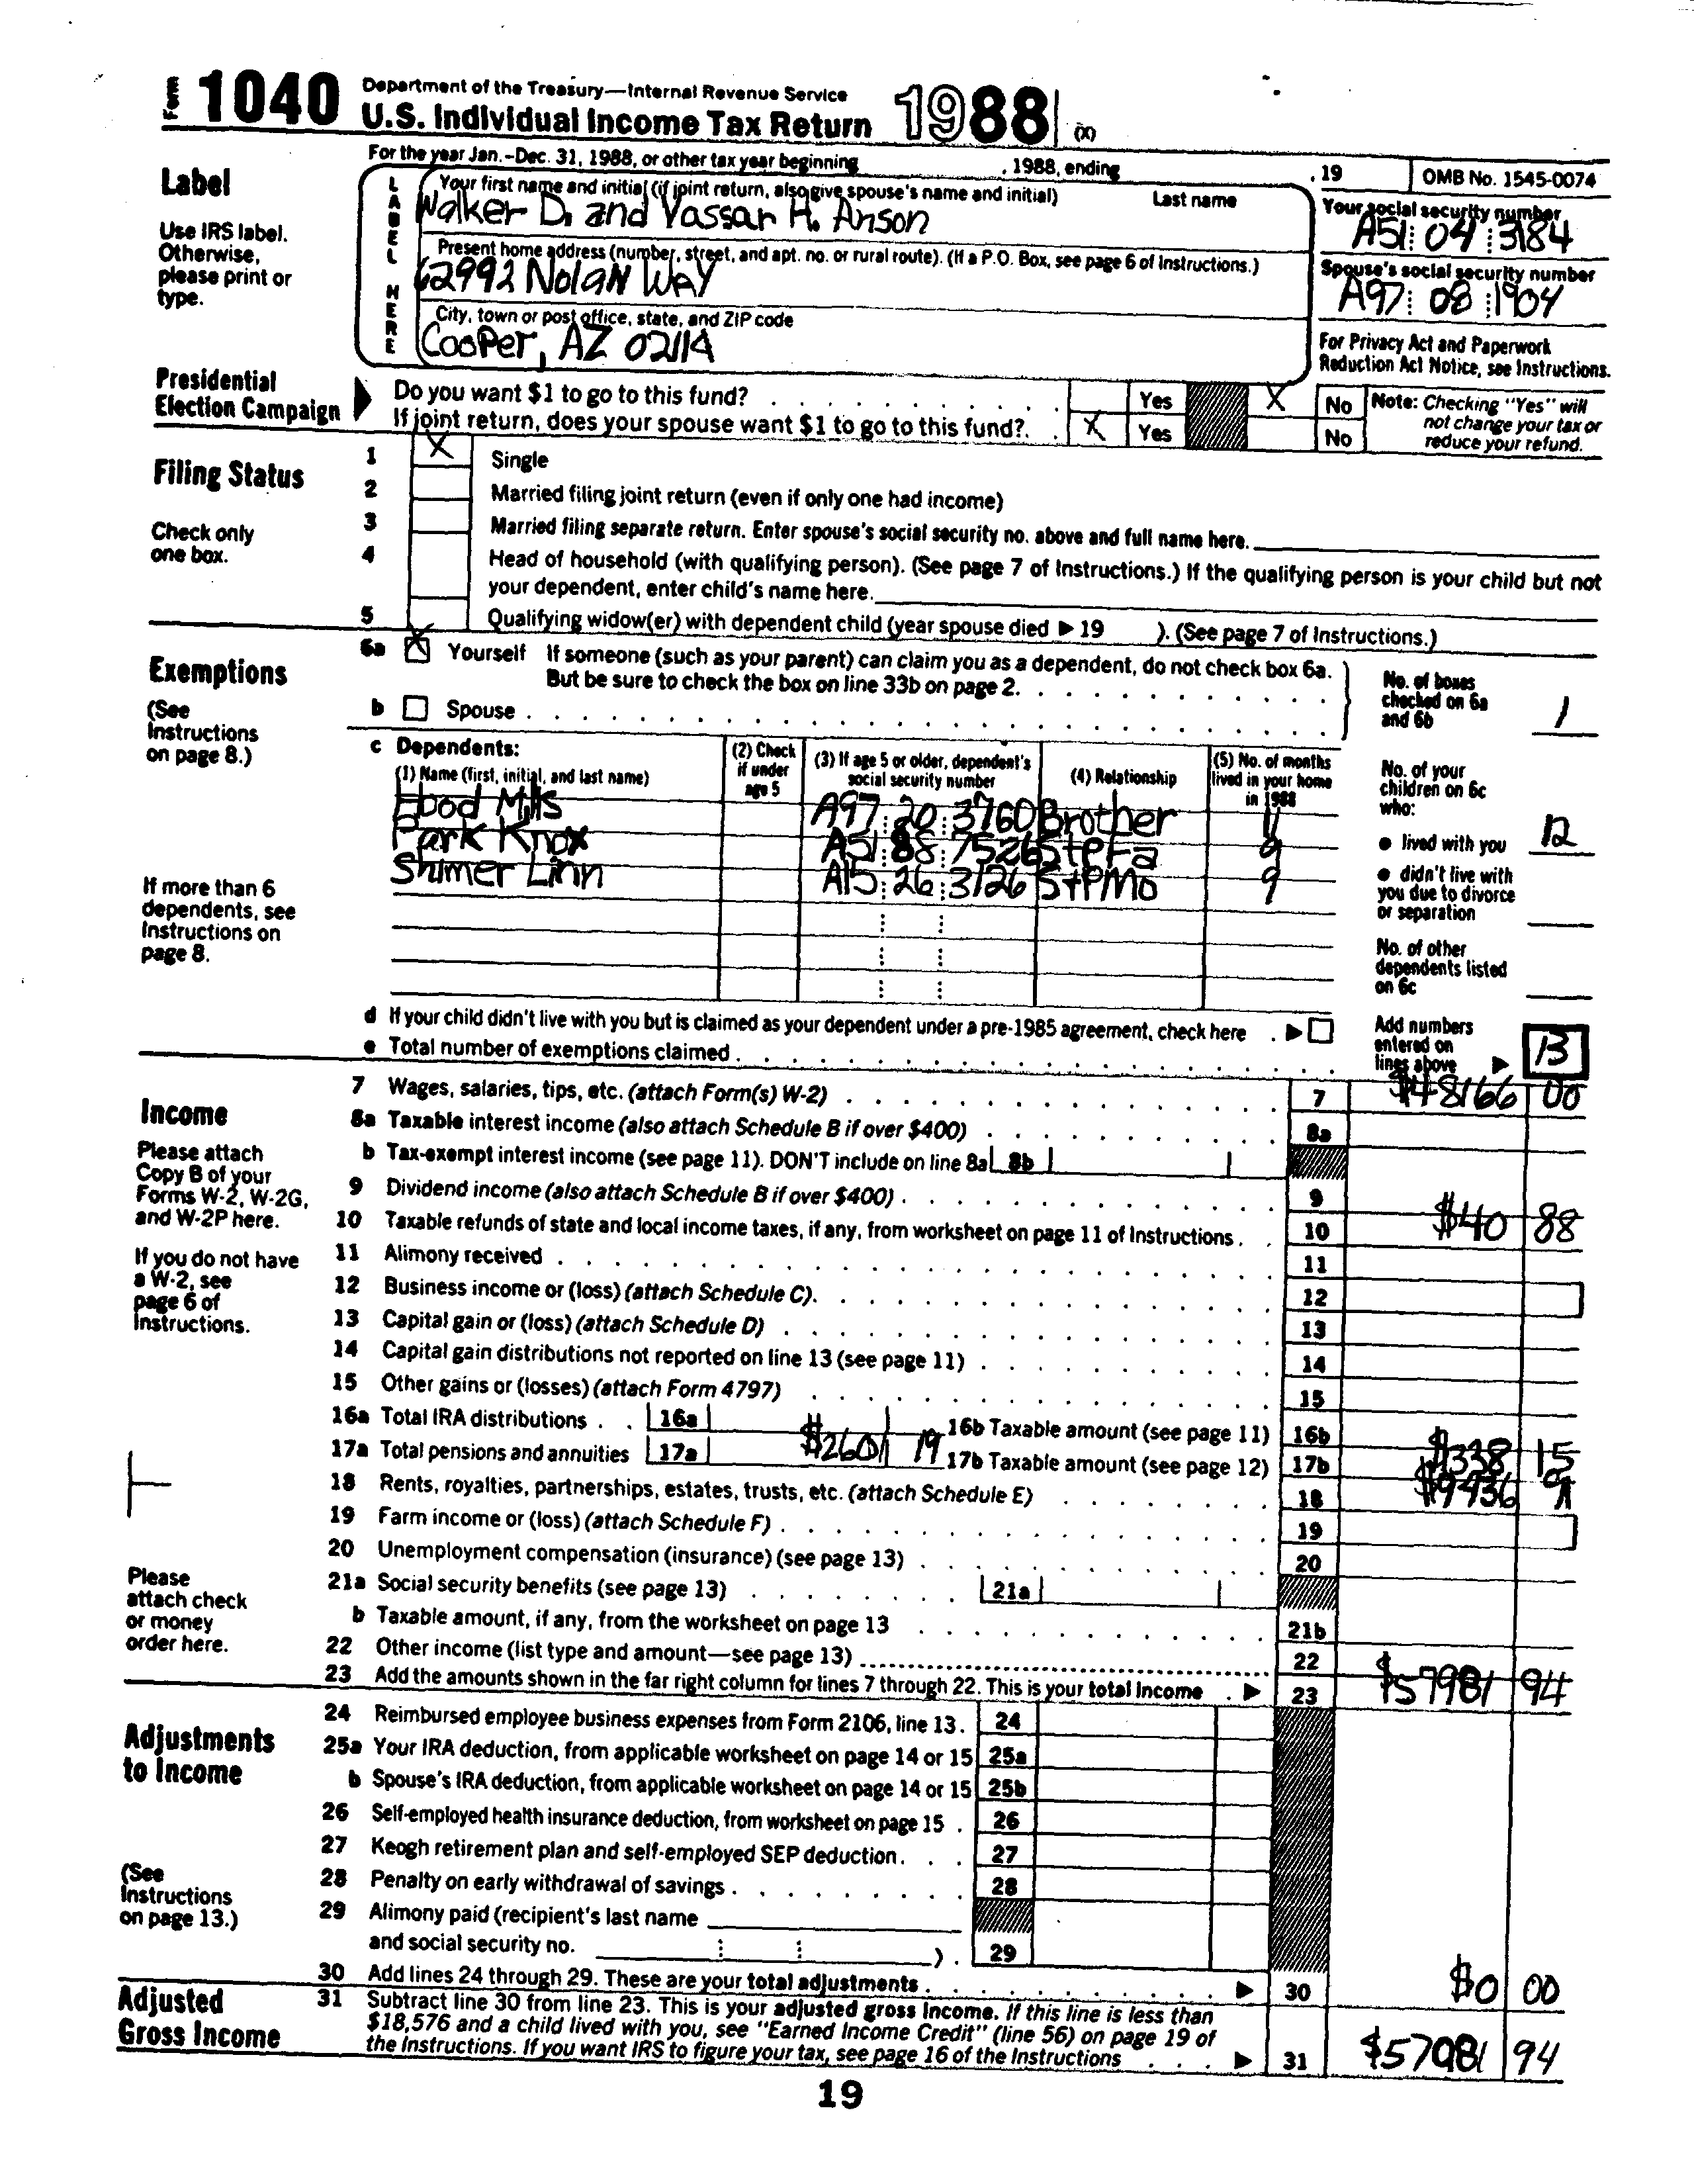 Form 1040 Department of the Treasury—Internal Revenue Service
U.S. Individual Income Tax Return 1988 (X)
For the year Jan.-Dec. 31, 1988, or other tax year beginning , 1988, ending , 19 OMB No. 1545-0074
Label
Use IRS label. Otherwise, please print or type.
LABEL HERE
Your first name and initial (if joint return, also give spouse's name and initial) Last name
Walker D. and Vassar H. Anson
Your social security number
A51 04 3184
Present home address (number, street, and apt. no. or rural route). (If a P.O. Box, see page 6 of Instructions.)
62992 Nolan Way
Spouse's social security number
A97 08 1904
City, town or post office, state, and ZIP code
Cooper, AZ 02114
For Privacy Act and Paperwork Reduction Act Notice, see Instructions.
Presidential Election Campaign
Do you want $1 to go to this fund? Yes X No
If joint return, does your spouse want $1 to go to this fund? X Yes No
Note: Checking "Yes" will not change your tax or reduce your refund.
Filing Status
Check only one box.
1 X Single
2 Married filing joint return (even if only one had income)
3 Married filing separate return. Enter spouse's social security no. above and full name here.
4 Head of household (with qualifying person). (See page 7 of Instructions.) If the qualifying person is your child but not
your dependent, enter child's name here.
5 Qualifying widow(er) with dependent child (year spouse died ▶ 19 ). (See page 7 of Instructions.)
Exemptions
(See Instructions on page 8.)
6a X Yourself If someone (such as your parent) can claim you as a dependent, do not check box 6a.
But be sure to check the box on line 33b on page 2.
b Spouse
No. of boxes checked on 6a and 6b 1
c Dependents:
(1) Name (first, initial, and last name) (2) Check if under age 5 (3) If age 5 or older, dependent's social security number (4) Relationship (5) No. of months lived in your home in 1988
Mills A97 20 3760 Brother
Park Knox A51 88 7526
Shimer Linn A15 26 3126 StPMo 9
If more than 6 dependents, see Instructions on page 8.
No. of your children on 6c who:
● lived with you 12
● didn't live with you due to divorce or separation
No. of other dependents listed on 6c
d If your child didn't live with you but is claimed as your dependent under a pre-1985 agreement, check here ▶
e Total number of exemptions claimed
Add numbers entered on lines above ▶ 13
Income
Please attach Copy B of your Forms W-2, W-2G, and W-2P here.
If you do not have a W-2, see page 6 of Instructions.
Please attach check or money order here.
7 Wages, salaries, tips, etc. (attach Form(s) W-2) 7 $48166 00
8a Taxable interest income (also attach Schedule B if over $400) 8a
b Tax-exempt interest income (see page 11). DON'T include on line 8a 8b
9 Dividend income (also attach Schedule B if over $400) 9
10 Taxable refunds of state and local income taxes, if any, from worksheet on page 11 of Instructions 10 $40 88
11 Alimony received 11
12 Business income or (loss) (attach Schedule C) 12
13 Capital gain or (loss) (attach Schedule D) 13
14 Capital gain distributions not reported on line 13 (see page 11) 14
15 Other gains or (losses) (attach Form 4797) 15
16a Total IRA distributions 16a 16b Taxable amount (see page 11) 16b
17a Total pensions and annuities 17a $2601 19 17b Taxable amount (see page 12) 17b $338 15
18 Rents, royalties, partnerships, estates, trusts, etc. (attach Schedule E) 18 $9436
19 Farm income or (loss) (attach Schedule F) 19
20 Unemployment compensation (insurance) (see page 13) 20
21a Social security benefits (see page 13) 21a
b Taxable amount, if any, from the worksheet on page 13 21b
22 Other income (list type and amount—see page 13) 22
23 Add the amounts shown in the far right column for lines 7 through 22. This is your total income ▶ 23 $57981 94
Adjustments to Income
(See Instructions on page 13.)
24 Reimbursed employee business expenses from Form 2106, line 13. 24
25a Your IRA deduction, from applicable worksheet on page 14 or 15 25a
b Spouse's IRA deduction, from applicable worksheet on page 14 or 15 25b
26 Self-employed health insurance deduction, from worksheet on page 15 26
27 Keogh retirement plan and self-employed SEP deduction 27
28 Penalty on early withdrawal of savings 28
29 Alimony paid (recipient's last name
and social security no. ) 29
30 Add lines 24 through 29. These are your total adjustments ▶ 30 $0 00
Adjusted Gross Income
31 Subtract line 30 from line 23. This is your adjusted gross income. If this line is less than
$18,576 and a child lived with you, see "Earned Income Credit" (line 56) on page 19 of
the Instructions. If you want IRS to figure your tax, see page 16 of the Instructions ▶ 31 $57981 94
19